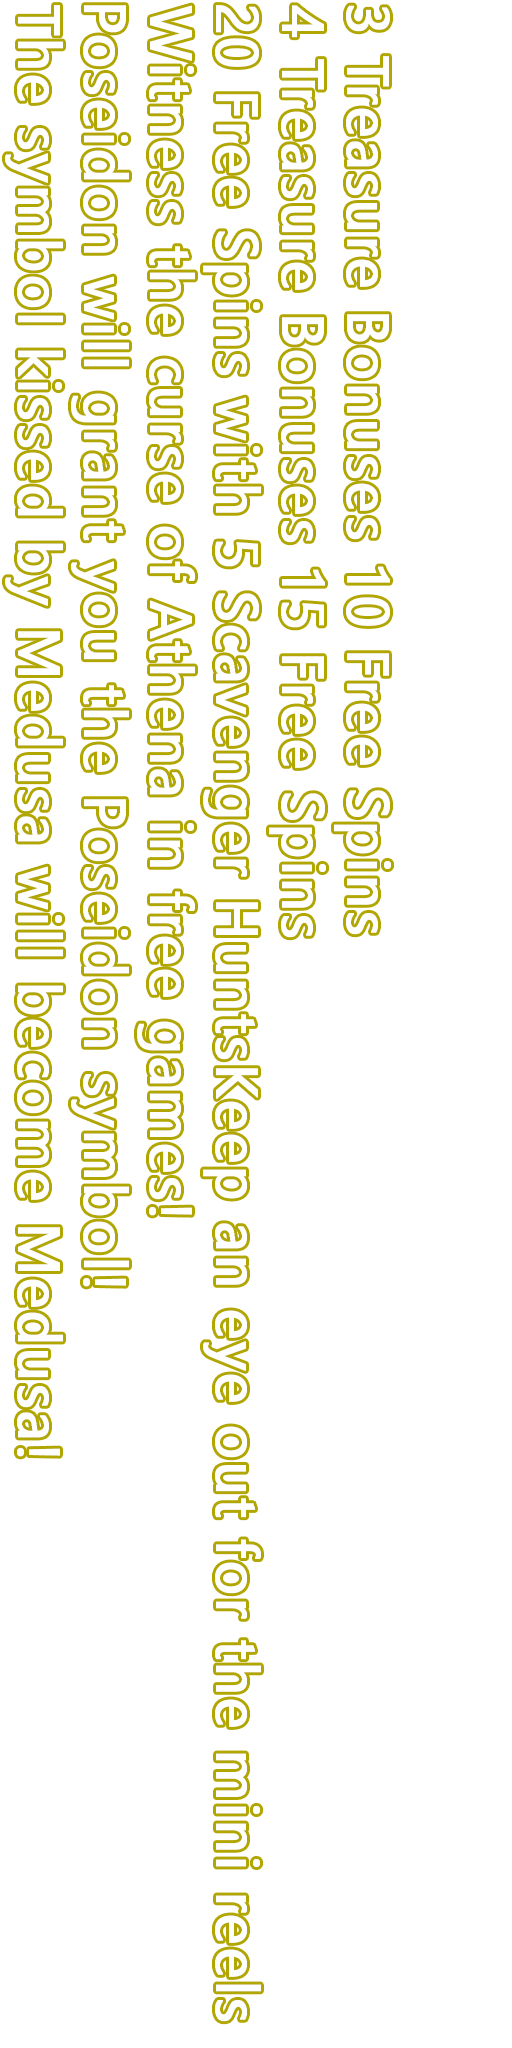 3 Treasure Bonuses 10 Free Spins
4 Treasure Bonuses 15 Free Spins
20 Free Spins with 5 Scavenger HuntsKeep an eye out for the mini reels
Witness the curse of Athena in free games!
Poseidon will grant you the Poseidon symbol!
The symbol kissed by Medusa will become Medusa!